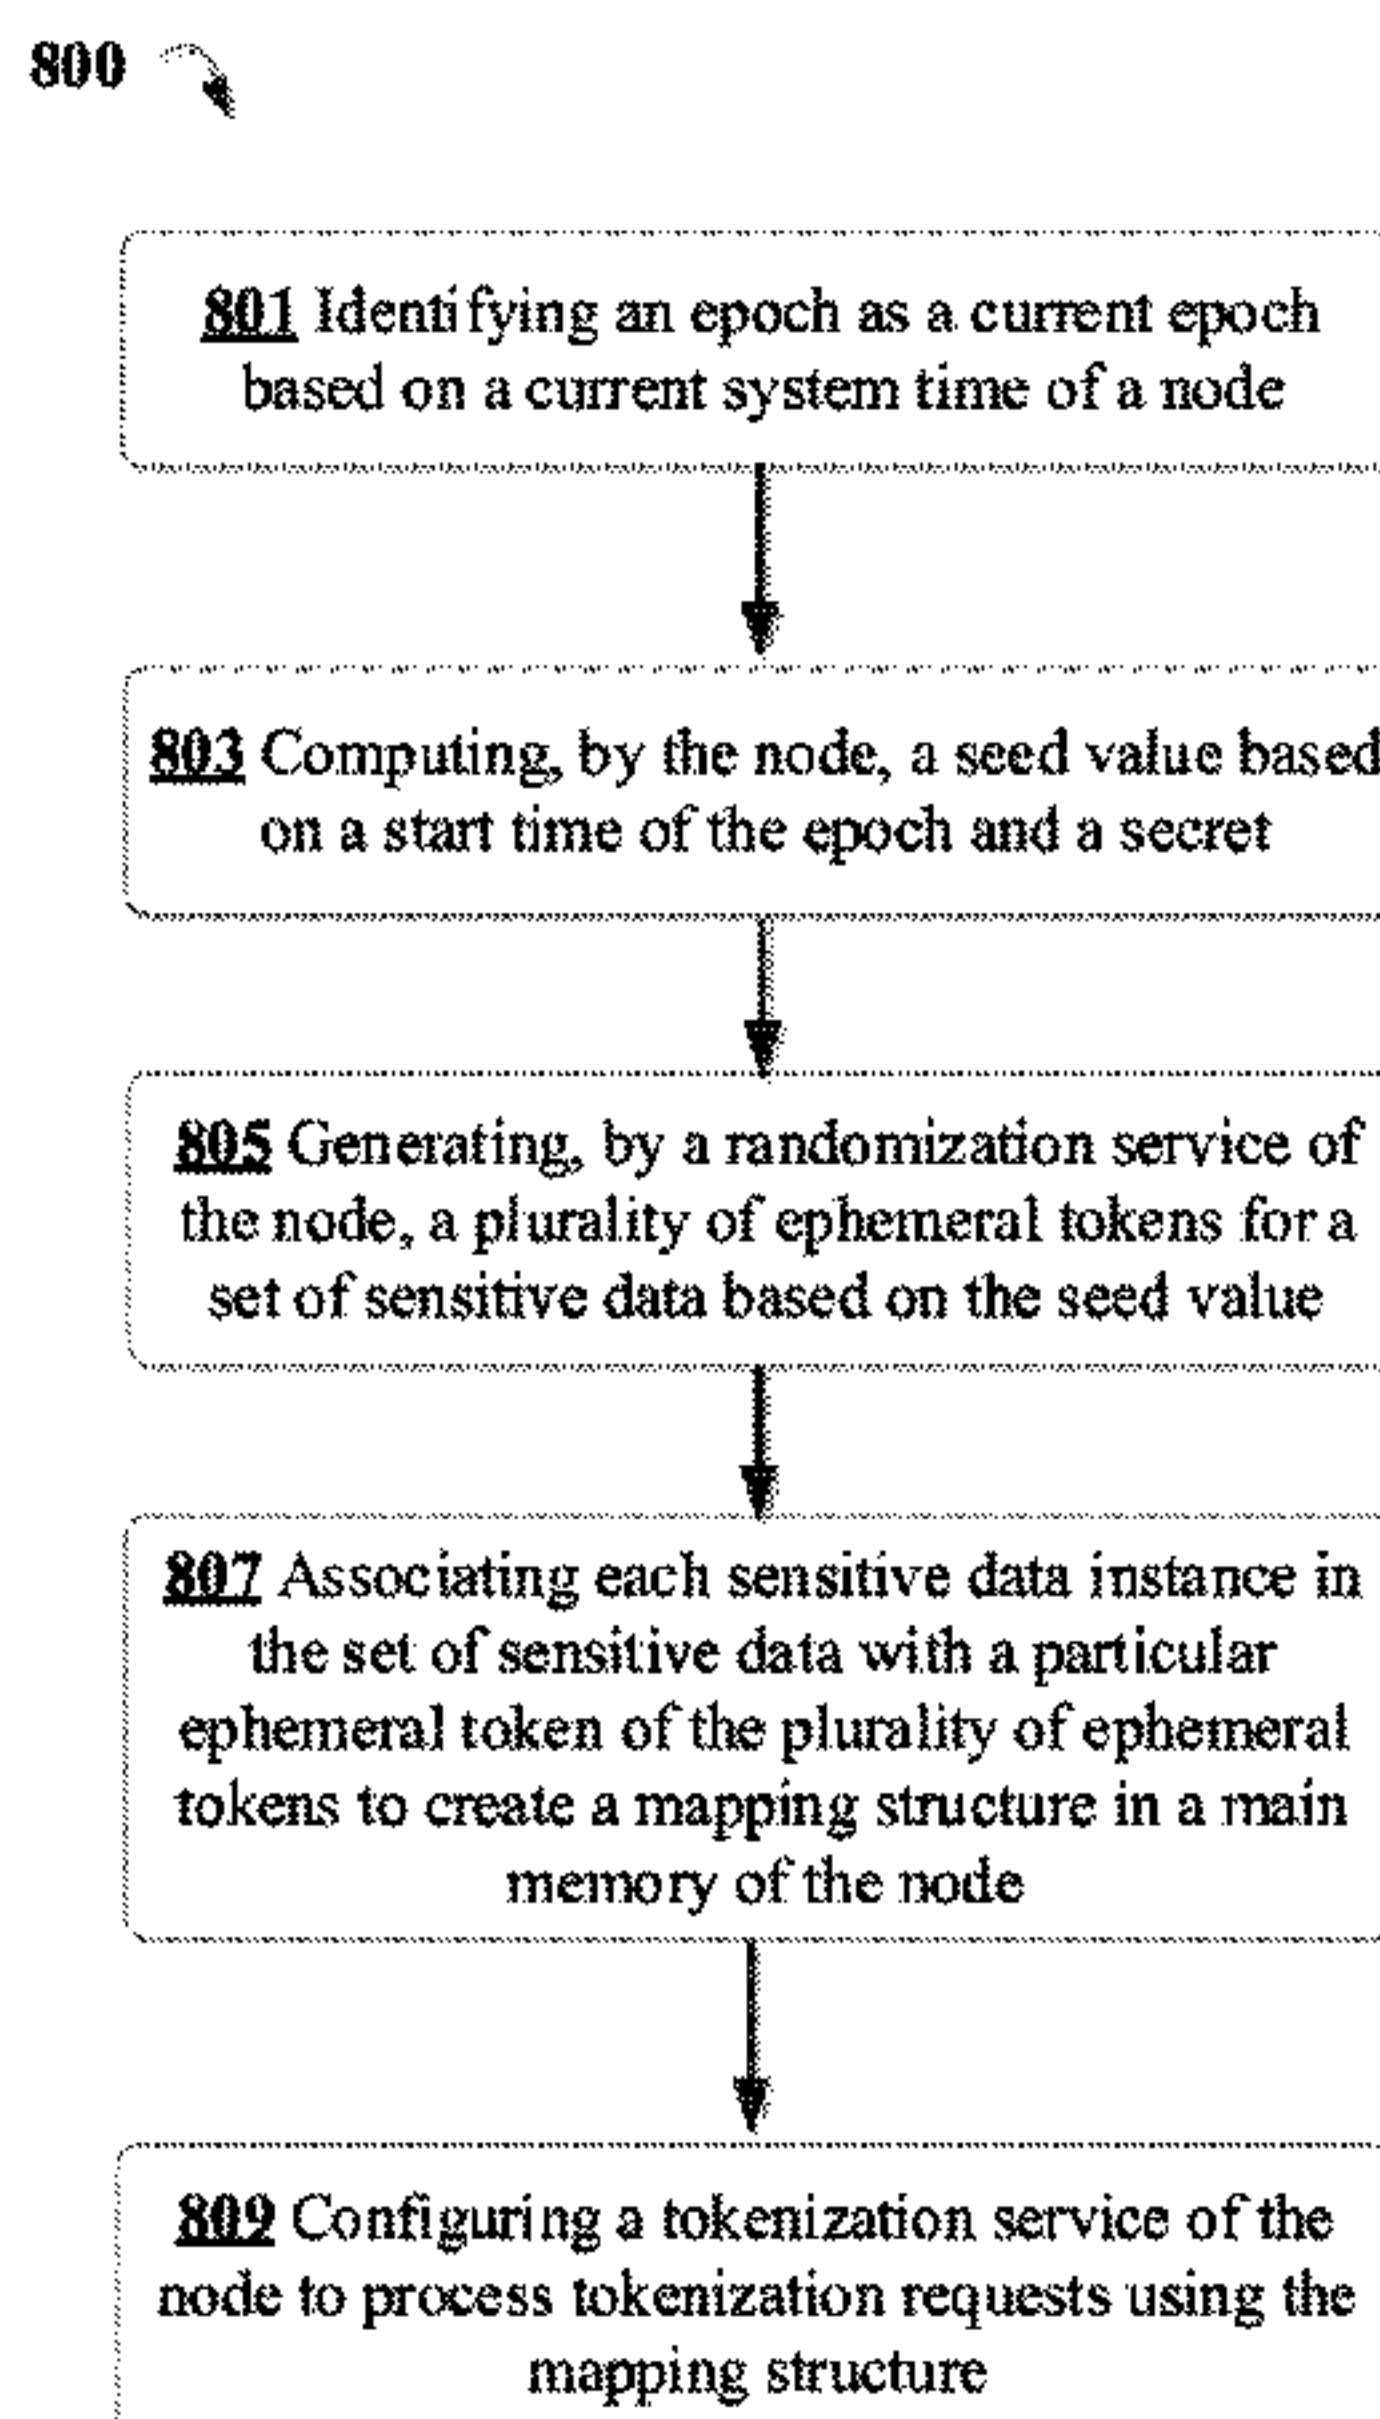 800
801 Identifying an epoch as a current epoch
based on a current system time of a node
803 Computing, by the node, a seed value based
on a start time of the epoch and a secret
805 Generating, by a randomization service of
the node, a plurality of ephemeral tokens for a
set of sensitive data based on the seed value
807 Associating each sensitive data instance in
the set of sensitive data with a particular
ephemeral token of the plurality of ephemeral
tokens to create a mapping structure in a main
memory of the node
809 Configuring a tokenization service of the
node to process tokenization requests using the
mapping structure